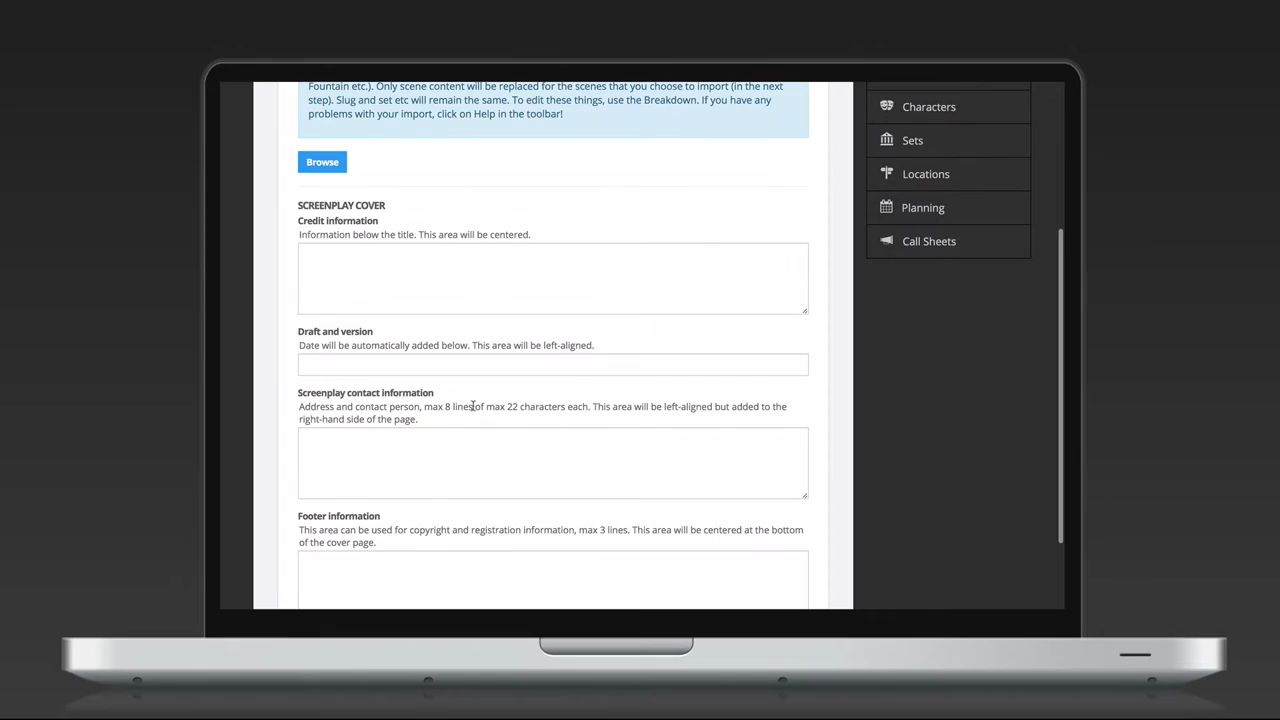 Fountain etc.). Only scene content will be replaced for the scenes that you choose to import (in the next
step). Slug and set etc will remain the same. To edit these things, use the Breakdown. If you have any
problems with your import, click on Help in the toolbar!
Browse
SCREENPLAY COVER
Credit information
Information below the title. This area will be centered.
Draft and version
Date will be automatically added below. This area will be left-aligned.
Screenplay contact information
Address and contact person, max 8 lines of max 22 characters each. This area will be left-aligned but added to the
right-hand side of the page.
Footer information
This area can be used for copyright and registration information, max 3 lines. This area will be centered at the bottom
of the cover page.
Characters
Sets
Locations
Planning
Call Sheets